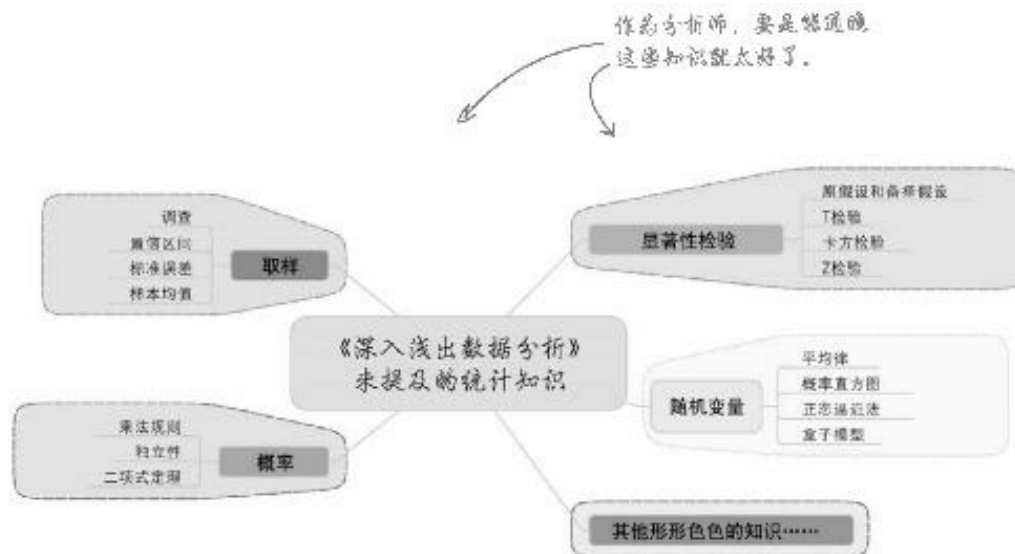 作为分析师，要是能通晓
这些知识就太好了。
调查
置信区间
标准误差
样本均值
取样
原假设和备择假设
T检验
卡方检验
Z检验
显著性检验
《深入浅出数据分析》
未提及的统计知识
平均律
概率直方图
正态逼近法
盒子模型
随机变量
乘法规则
独立性
二项式定理
概率
其他形形色色的知识……